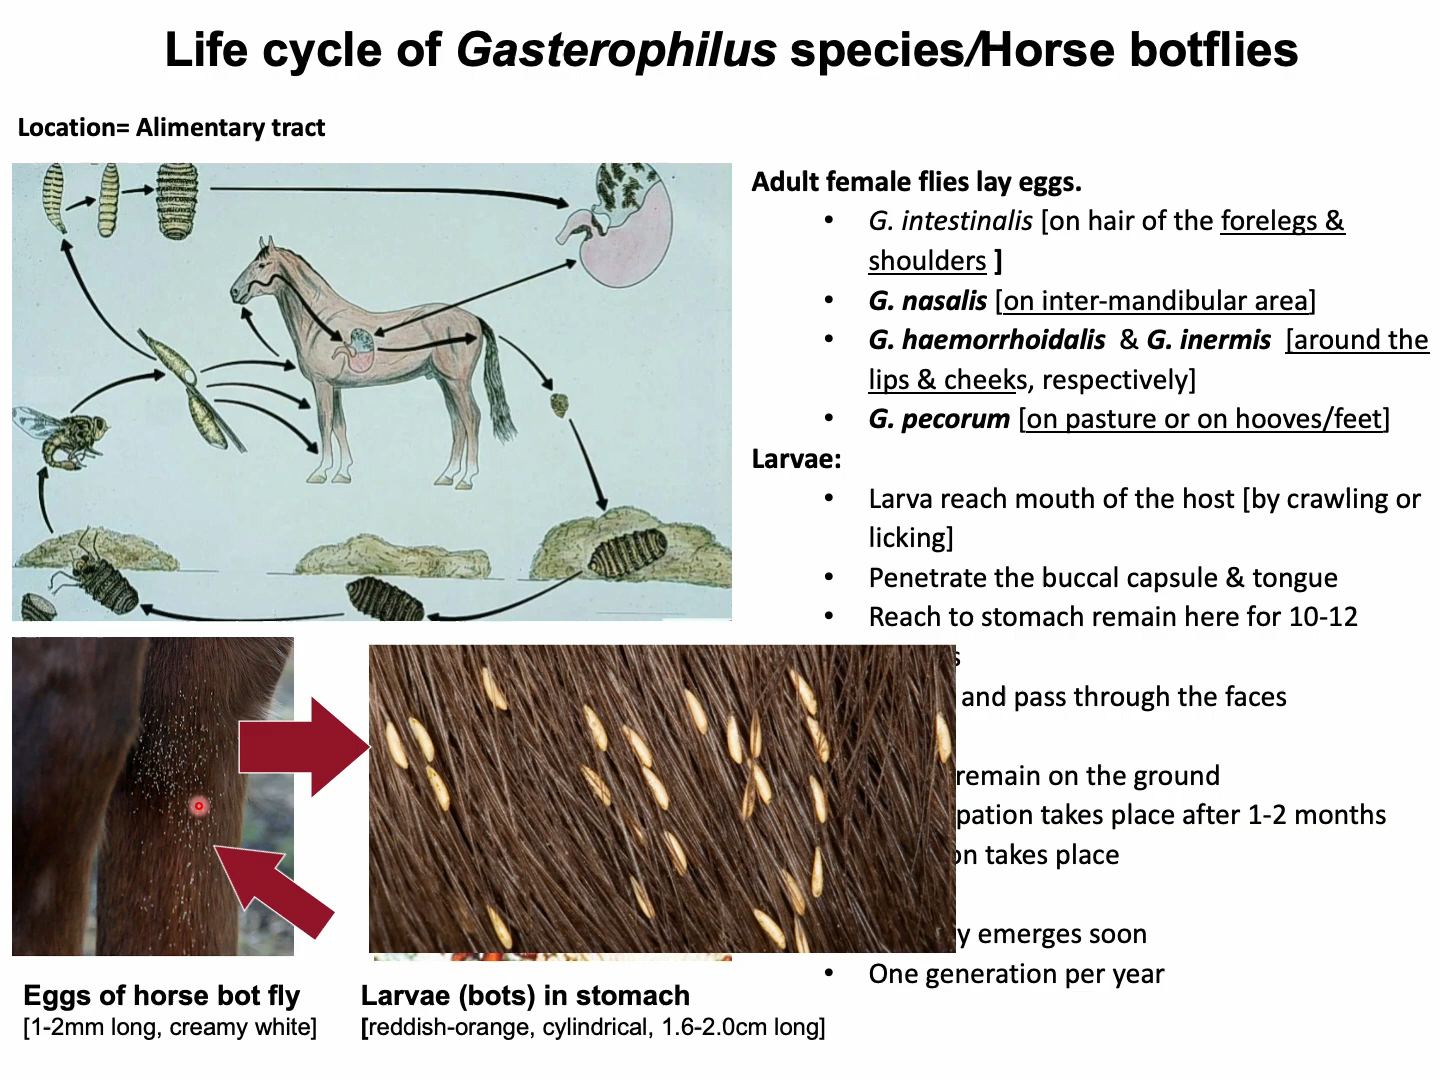 Life cycle of Gasterophilus species/Horse botflies
Location= Alimentary tract
Adult female flies lay eggs.
• G. intestinalis [on hair of the forelegs &
shoulders ]
• G. nasalis [on inter-mandibular area]
• G. haemorrhoidalis & G. inermis [around the
lips & cheeks, respectively]
• G. pecorum [on pasture or on hooves/feet]
Larvae:
• Larva reach mouth of the host [by crawling or
licking]
• Penetrate the buccal capsule & tongue
• Reach to stomach remain here for 10-12
and pass through the faces
remain on the ground
pation takes place after 1-2 months
takes place
emerges soon
• One generation per year
Eggs of horse bot fly
[1-2mm long, creamy white]
Larvae (bots) in stomach
[reddish-orange, cylindrical, 1.6-2.0cm long]